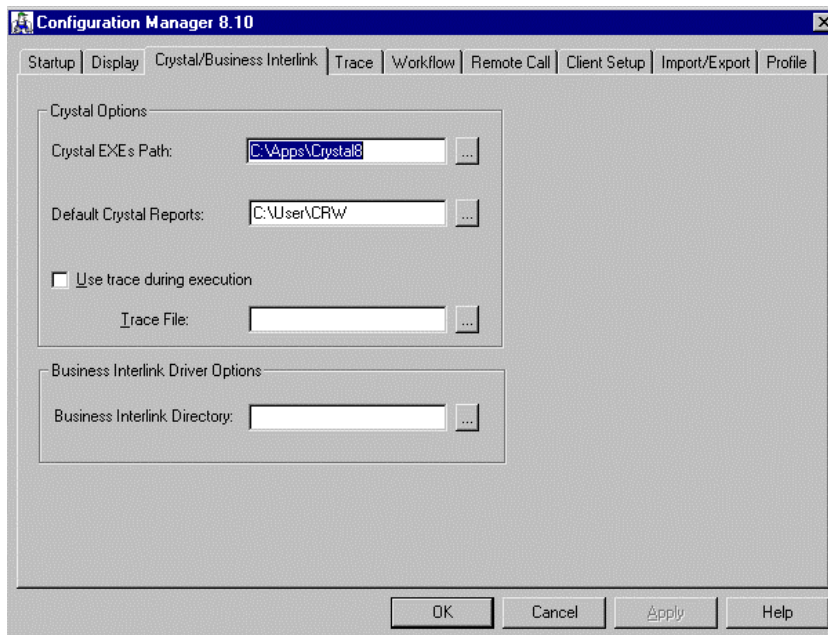 Configuration Manager 8.10
Startup Display Crystal/Business Interlink Trace Workflow Remote Call Client Setup Import/Export Profile
Crystal Options
Crystal EXEs Path: C:\Apps\Crystal8 ...
Default Crystal Reports: C:\User\CRW ...
Use trace during execution
Trace File: ...
Business Interlink Driver Options
Business Interlink Directory: ...
OK Cancel Apply Help